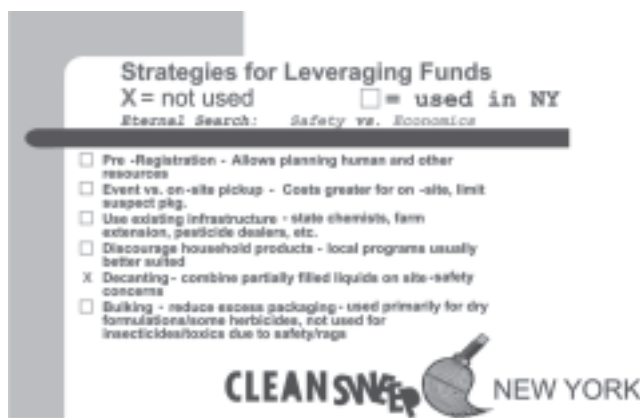 Strategies for Leveraging Funds
X = not used ☐ = used in NY
Eternal Search: Safety vs. Economics
☐ Pre -Registration - Allows planning human and other
resources
☐ Event vs. on-site pickup - Costs greater for on -site, limit
suspect pkg.
☐ Use existing infrastructure - state chemists, farm
extension, pesticide dealers, etc.
☐ Discourage household products - local programs usually
better suited
X Decanting - combine partially filled liquids on site -safety
concerns
☐ Bulking - reduce excess packaging - used primarily for dry
formulations/some herbicides, not used for
insecticides/toxics due to safety/rags
CLEANSWEEP NEW YORK